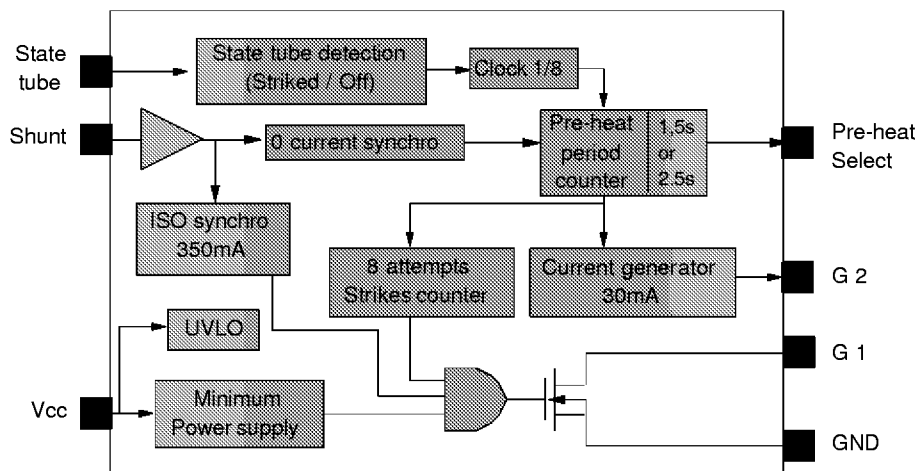 State
tube
State tube detection
(Striked / Off)
Clock 1/8
Shunt
0 current synchro
Pre-heat
period
counter
1,5s
or
2.5s
Pre-heat
Select
ISO synchro
350mA
8 attempts
Strikes counter
Current generator
30mA
G 2
UVLO
G 1
Vcc
Minimum
Power supply
GND